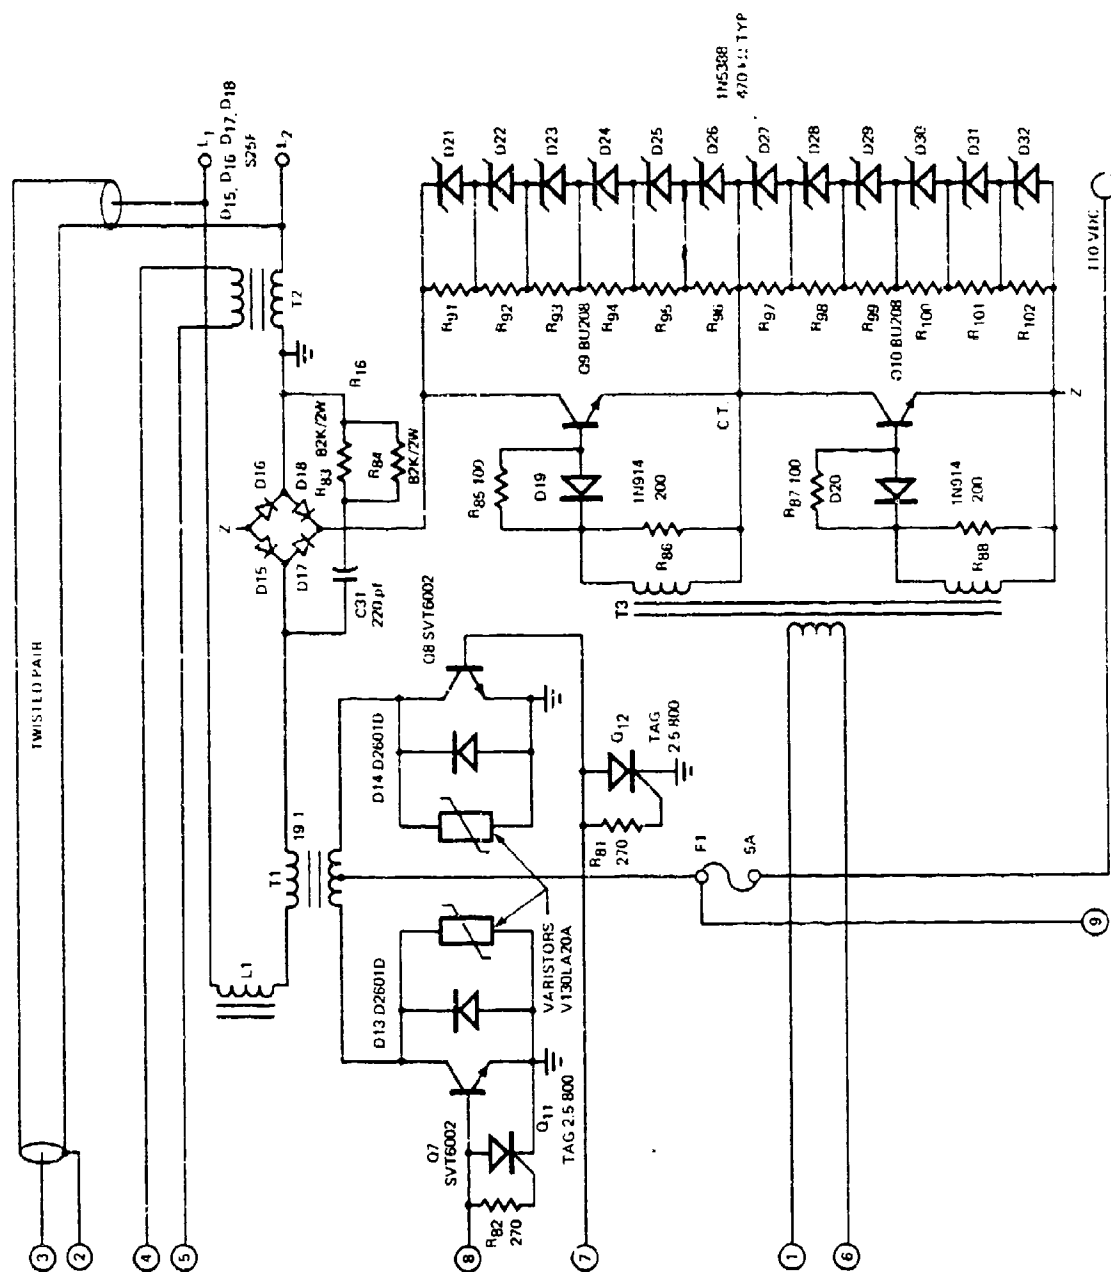 TWISTED PAIR
3
2
4
5
8
7
1
6
9
L1
T1
19 1
T2
L1
L2
D15, D16 D17, D18
S25F
D15
D16
D17
D18
Z
C31
220 pf
R83
82K/2W
R84
82K/2W
R16
D13 D2601D
D14 D2601D
Q7
SVT6002
Q8 SVT6002
R82
270
Q11
TAG 2.5 800
VARISTORS
V130LA20A
R81
270
Q12
TAG
2.5 800
F1
5A
110 VDC
T3
R85 100
D19
1N914
200
R86
R87 100
D20
1N914
200
R88
Q9 BU208
Q10 BU208
C T.
Z
R91
R92
R93
R94
R95
R96
R97
R98
R99
R100
R101
R102
D21
D22
D23
D24
D25
D26
D27
D28
D29
D30
D31
D32
1N5388
470 TYP